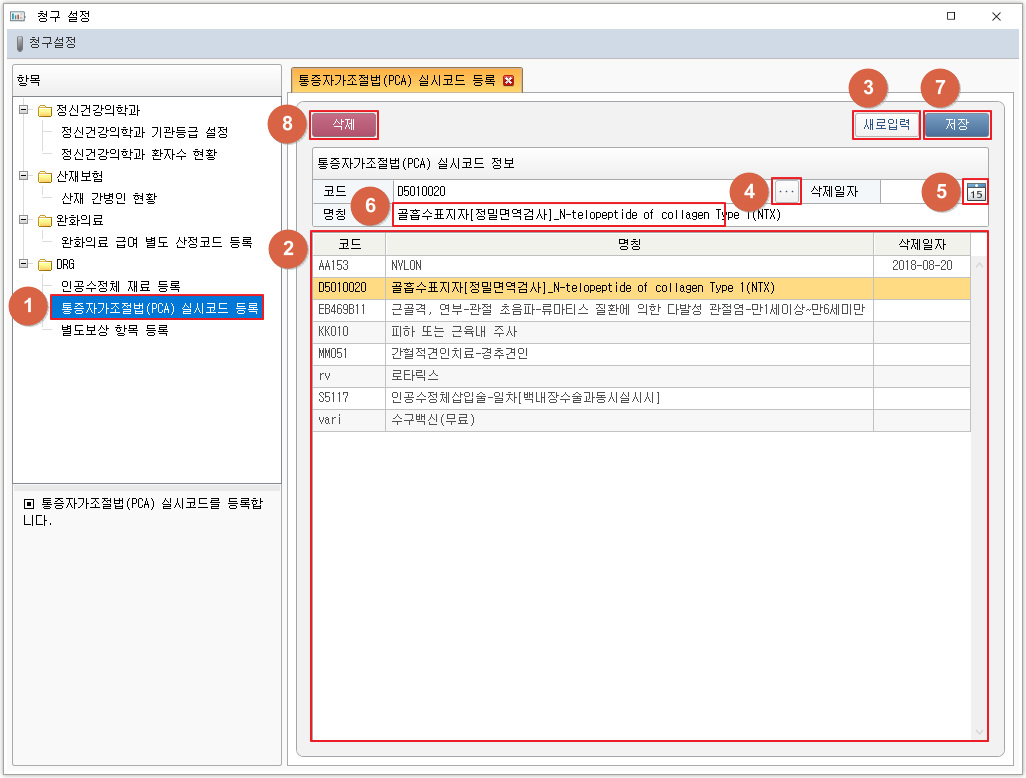 청구 설정
청구설정
항목
정신건강의학과
정신건강의학과 기관등급 설정
정신건강의학과 환자수 현황
산재보험
산재 간병인 현황
완화의료
완화의료 급여 별도 산정코드 등록
DRG
인공수정체 재료 등록
1
통증자가조절법(PCA) 실시코드 등록
별도보상 항목 등록
통증자가조절법(PCA) 실시코드를 등록합
니다.
통증자가조절법(PCA) 실시코드 등록
8
삭제
3
새로입력
7
저장
통증자가조절법(PCA) 실시코드 정보
코드 D5010020
4
...
삭제일자
5
15
명칭
6
골흡수표지자[정밀면역검사]_N-telopeptide of collagen Type 1(NTX)
2
코드 명칭 삭제일자
AA153 NYLON 2018-08-20
D5010020 골흡수표지자[정밀면역검사]_N-telopeptide of collagen Type 1(NTX)
EB469B11 근골격, 연부-관절 초음파-류마티스 질환에 의한 다발성 관절염-만1세이상~만6세미만
KK010 피하 또는 근육내 주사
MM051 간헐적견인치료-경추견인
rv 로타릭스
S5117 인공수정체삽입술-일차[백내장수술과동시실시시]
vari 수구백신(무료)